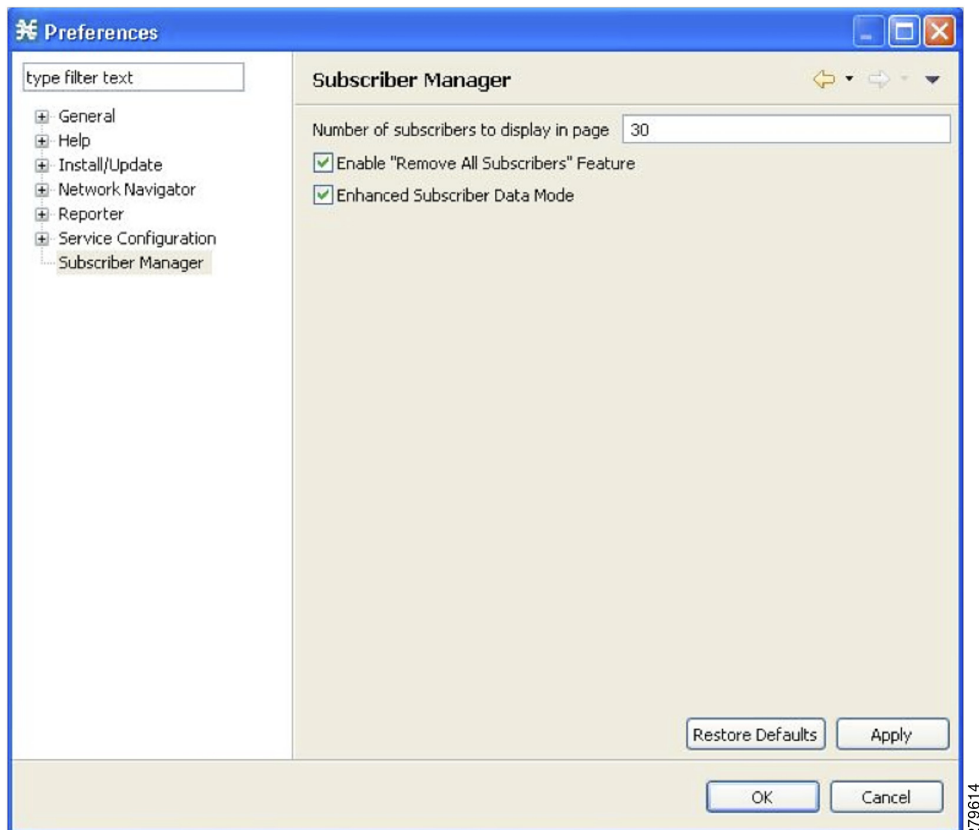 Preferences
type filter text
General
Help
Install/Update
Network Navigator
Reporter
Service Configuration
Subscriber Manager
Subscriber Manager
Number of subscribers to display in page 30
Enable "Remove All Subscribers" Feature
Enhanced Subscriber Data Mode
Restore Defaults Apply
OK Cancel
279614